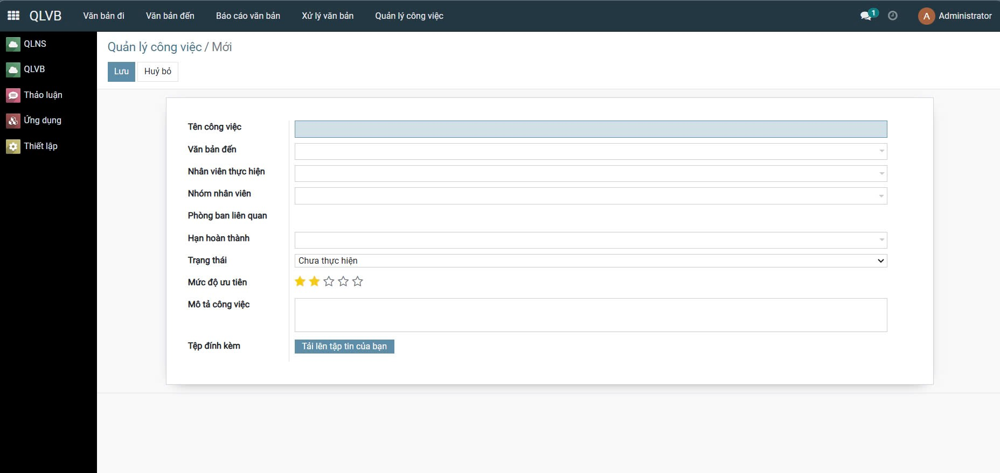 QLVB Văn bản đi Văn bản đến Báo cáo văn bản Xử lý văn bản Quản lý công việc 1 A Administrator
QLNS
QLVB
Thảo luận
Ứng dụng
Thiết lập
Quản lý công việc / Mới
Lưu Huỷ bỏ
Tên công việc
Văn bản đến
Nhân viên thực hiện
Nhóm nhân viên
Phòng ban liên quan
Hạn hoàn thành
Trạng thái Chưa thực hiện
Mức độ ưu tiên
Mô tả công việc
Tệp đính kèm Tải lên tập tin của bạn